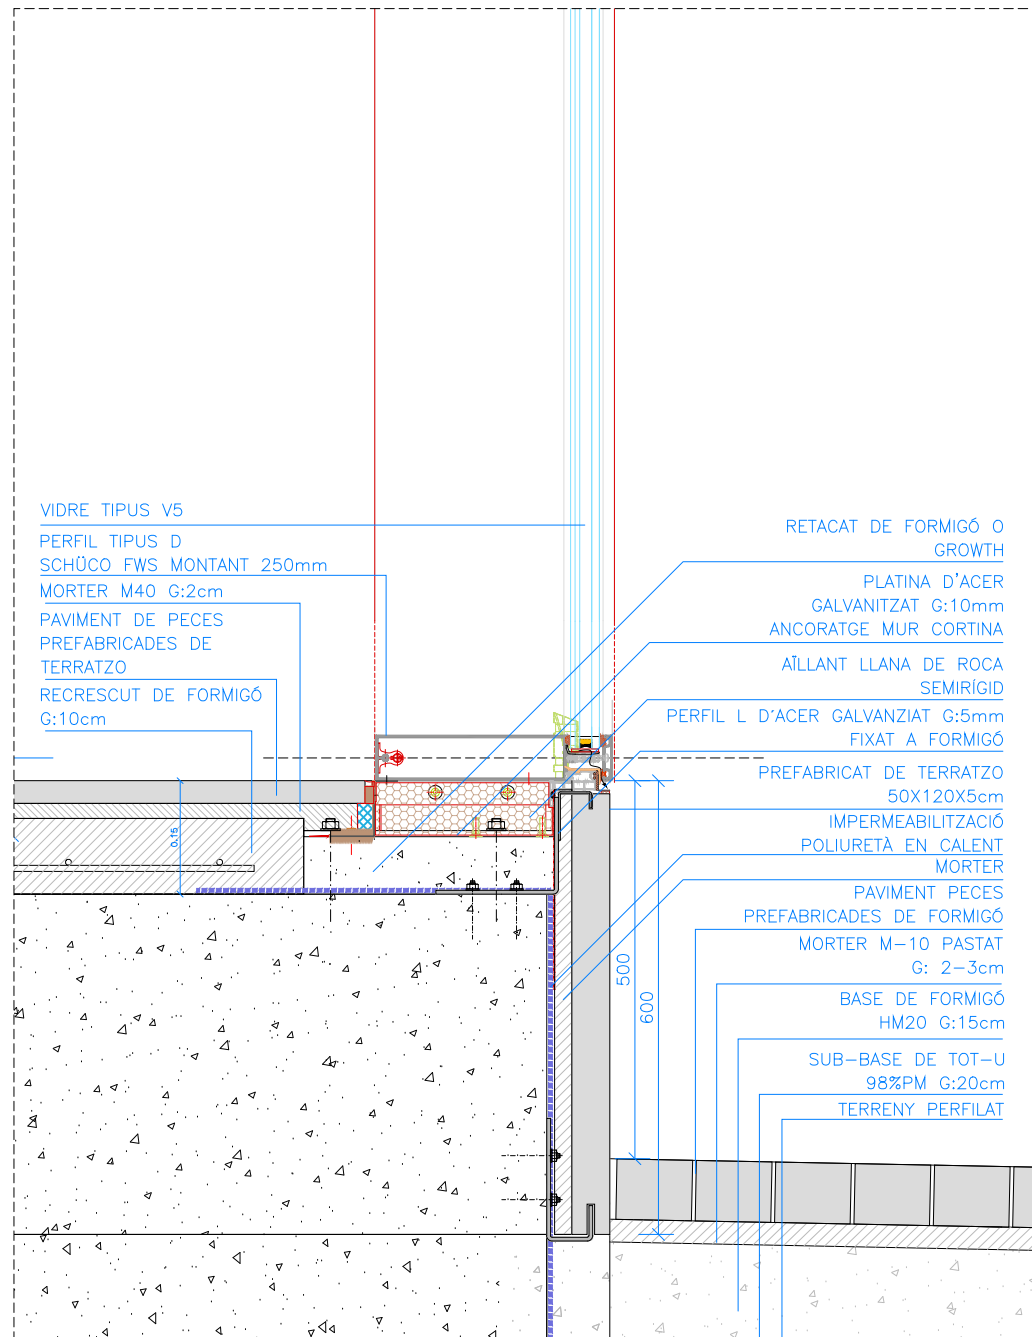 VIDRE TIPUS V5
PERFIL TIPUS D
SCHÜCO FWS MONTANT 250mm
MORTER M40 G:2cm
PAVIMENT DE PECES
PREFABRICADES DE
TERRATZO
RECRESCUT DE FORMIGÓ
G:10cm
RETACAT DE FORMIGÓ O
GROWTH
PLATINA D'ACER
GALVANITZAT G:10mm
ANCORATGE MUR CORTINA
AÏLLANT LLANA DE ROCA
SEMIRÍGID
PERFIL L D'ACER GALVANZIAT G:5mm
FIXAT A FORMIGÓ
PREFABRICAT DE TERRATZO
50X120X5cm
IMPERMEABILITZACIÓ
POLIURETÀ EN CALENT
MORTER
PAVIMENT PECES
PREFABRICADES DE FORMIGÓ
MORTER M-10 PASTAT
G: 2-3cm
BASE DE FORMIGÓ
HM20 G:15cm
SUB-BASE DE TOT-U
98%PM G:20cm
TERRENY PERFILAT
0,15
500
600